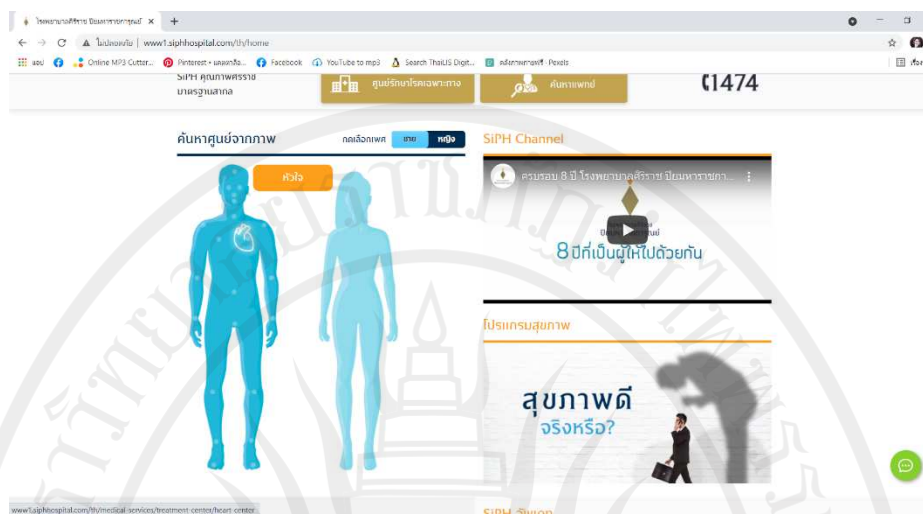 โรงพยาบาลศิริราช ปิยมหาราชการุณย์
ไม่ปลอดภัย | www1.siphhospital.com/th/home
แอป
Online MP3 Cutter...
Facebook
YouTube to mp3
Search ThaiLIS Digit...
SiPH คุณภาพศิริราช
มาตรฐานสากล
ศูนย์รักษาโรคเฉพาะทาง
ค้นหาแพทย์
1474
ค้นหาศูนย์จากภาพ
กดเลือกเพศ
ชาย
หญิง
SiPH Channel
หัวใจ
ครบรอบ 8 ปี โรงพยาบาลศิริราช ปิยมหาราชกา...
8 ปีที่เป็นผู้ให้ไปด้วยกัน
โปรแกรมสุขภาพ
สุขภาพดี
จริงหรือ?
www1.siphhospital.com/th/medical-services/treatment-center/heart-center